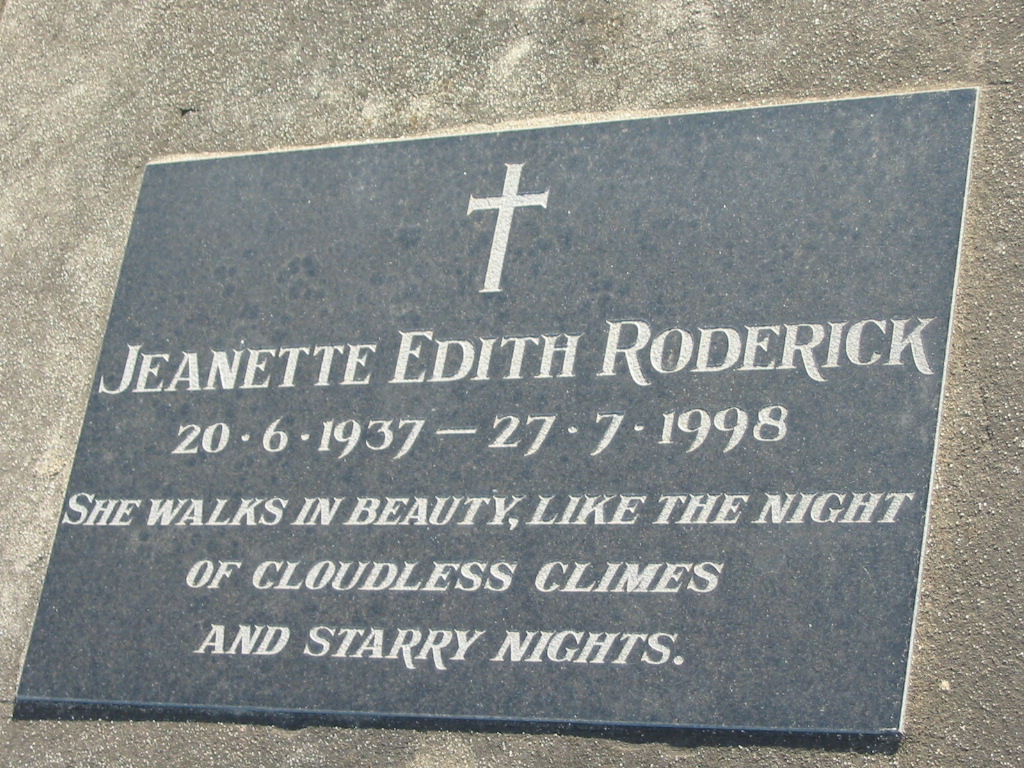 JEANETTE EDITH RODERICK
20·6·1937 — 27·7·1998
SHE WALKS IN BEAUTY, LIKE THE NIGHT
OF CLOUDLESS CLIMES
AND STARRY NIGHTS.